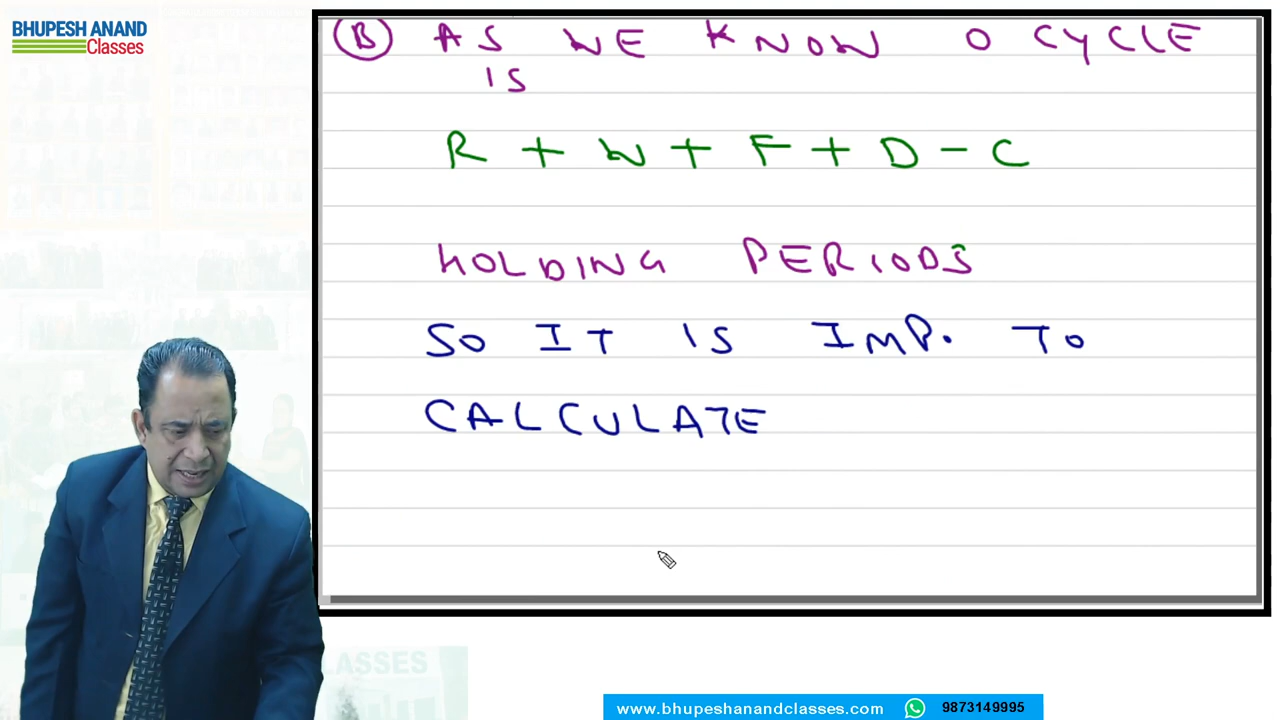 BHUPESH ANAND
Classes
(B) AS WE KNOW O CYCLE
IS
R + W + F + D - C
HOLDING PERIODS
SO IT IS IMP. TO
CALCULATE
LASSES
www.bhupeshanandclasses.com 9873149995